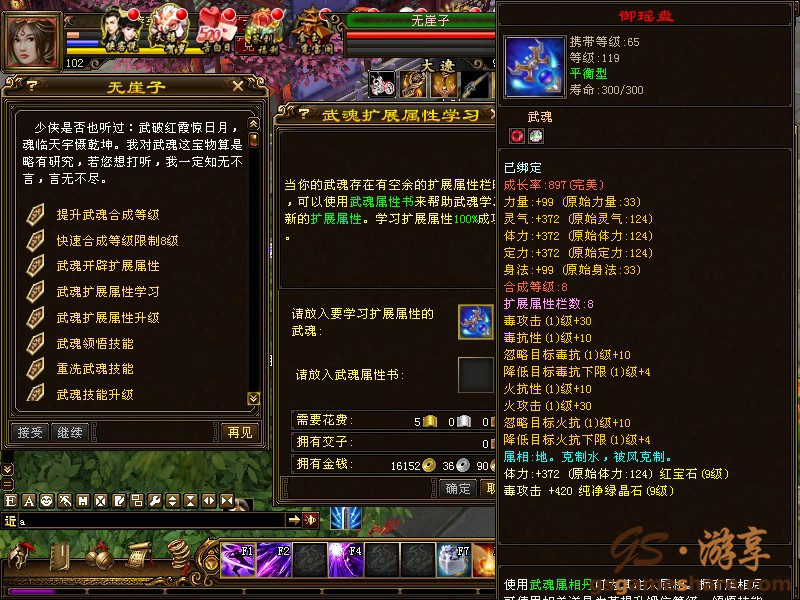 102
无崖子
大遼
无崖子
少侠是否也听过：武破红霞惊日月，
魂临天宇慑乾坤。我对武魂这宝物算是
略有研究，若您想打听，我一定知无不
言，言无不尽。
提升武魂合成等级
快速合成等级限制8级
武魂开辟扩展属性
武魂扩展属性学习
武魂扩展属性升级
武魂领悟技能
重洗武魂技能
武魂技能升级
接受
继续
再见
武魂扩展属性学习
当你的武魂存在有空余的扩展属性栏时
，可以使用武魂属性书来帮助武魂学习
新的扩展属性。学习扩展属性100%成功
。
请放入要学习扩展属性的
武魂：
请放入武魂属性书：
需要花费： 5 0 0
拥有交子： 0
拥有金钱： 16152 36 90
确定
取
御瑶盘
携带等级:65
等级:119
平衡型
寿命:300/300
武魂
已绑定
成长率:897(完美)
力量:+99 (原始力量:33)
灵气:+372 (原始灵气:124)
体力:+372 (原始体力:124)
定力:+372 (原始定力:124)
身法:+99 (原始身法:33)
合成等级:8
扩展属性栏数:8
毒攻击(1)级+30
毒抗性(1)级+10
忽略目标毒抗(1)级+10
降低目标毒抗下限(1)级+4
火抗性(1)级+10
火攻击(1)级+30
忽略目标火抗(1)级+10
降低目标火抗下限(1)级+4
属相:地。克制水，被风克制。
体力:+372 (原始体力:124) 红宝石(9级)
毒攻击 +420 纯净绿晶石(9级)
近 a
F1
F2
F4
F7
GS·游享